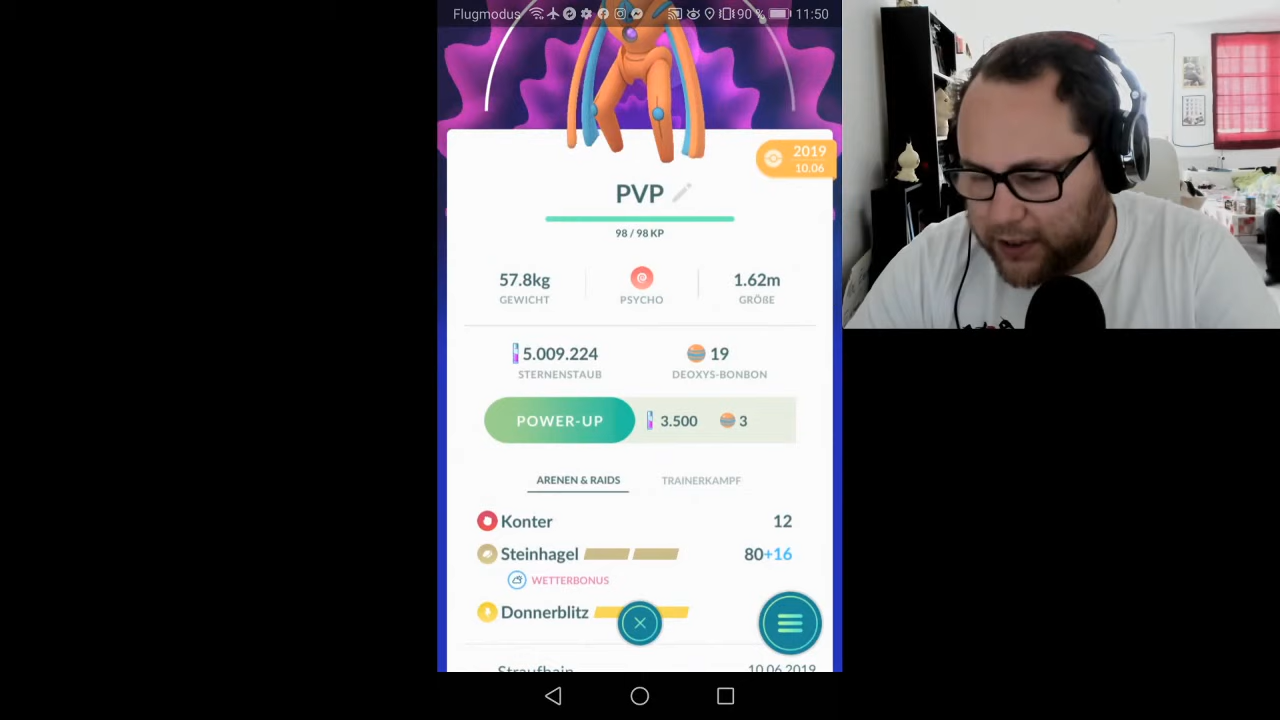 Flugmodus 90 % 11:50
2019
10.06
PVP
98 / 98 KP
57.8kg 1.62m
GEWICHT PSYCHO GRÖßE
5.009.224 19
STERNENSTAUB DEOXYS-BONBON
POWER-UP 3.500 3
ARENEN & RAIDS TRAINERKAMPF
Konter 12
Steinhagel 80+16
WETTERBONUS
Donnerblitz
Straufhain 10.06.2019